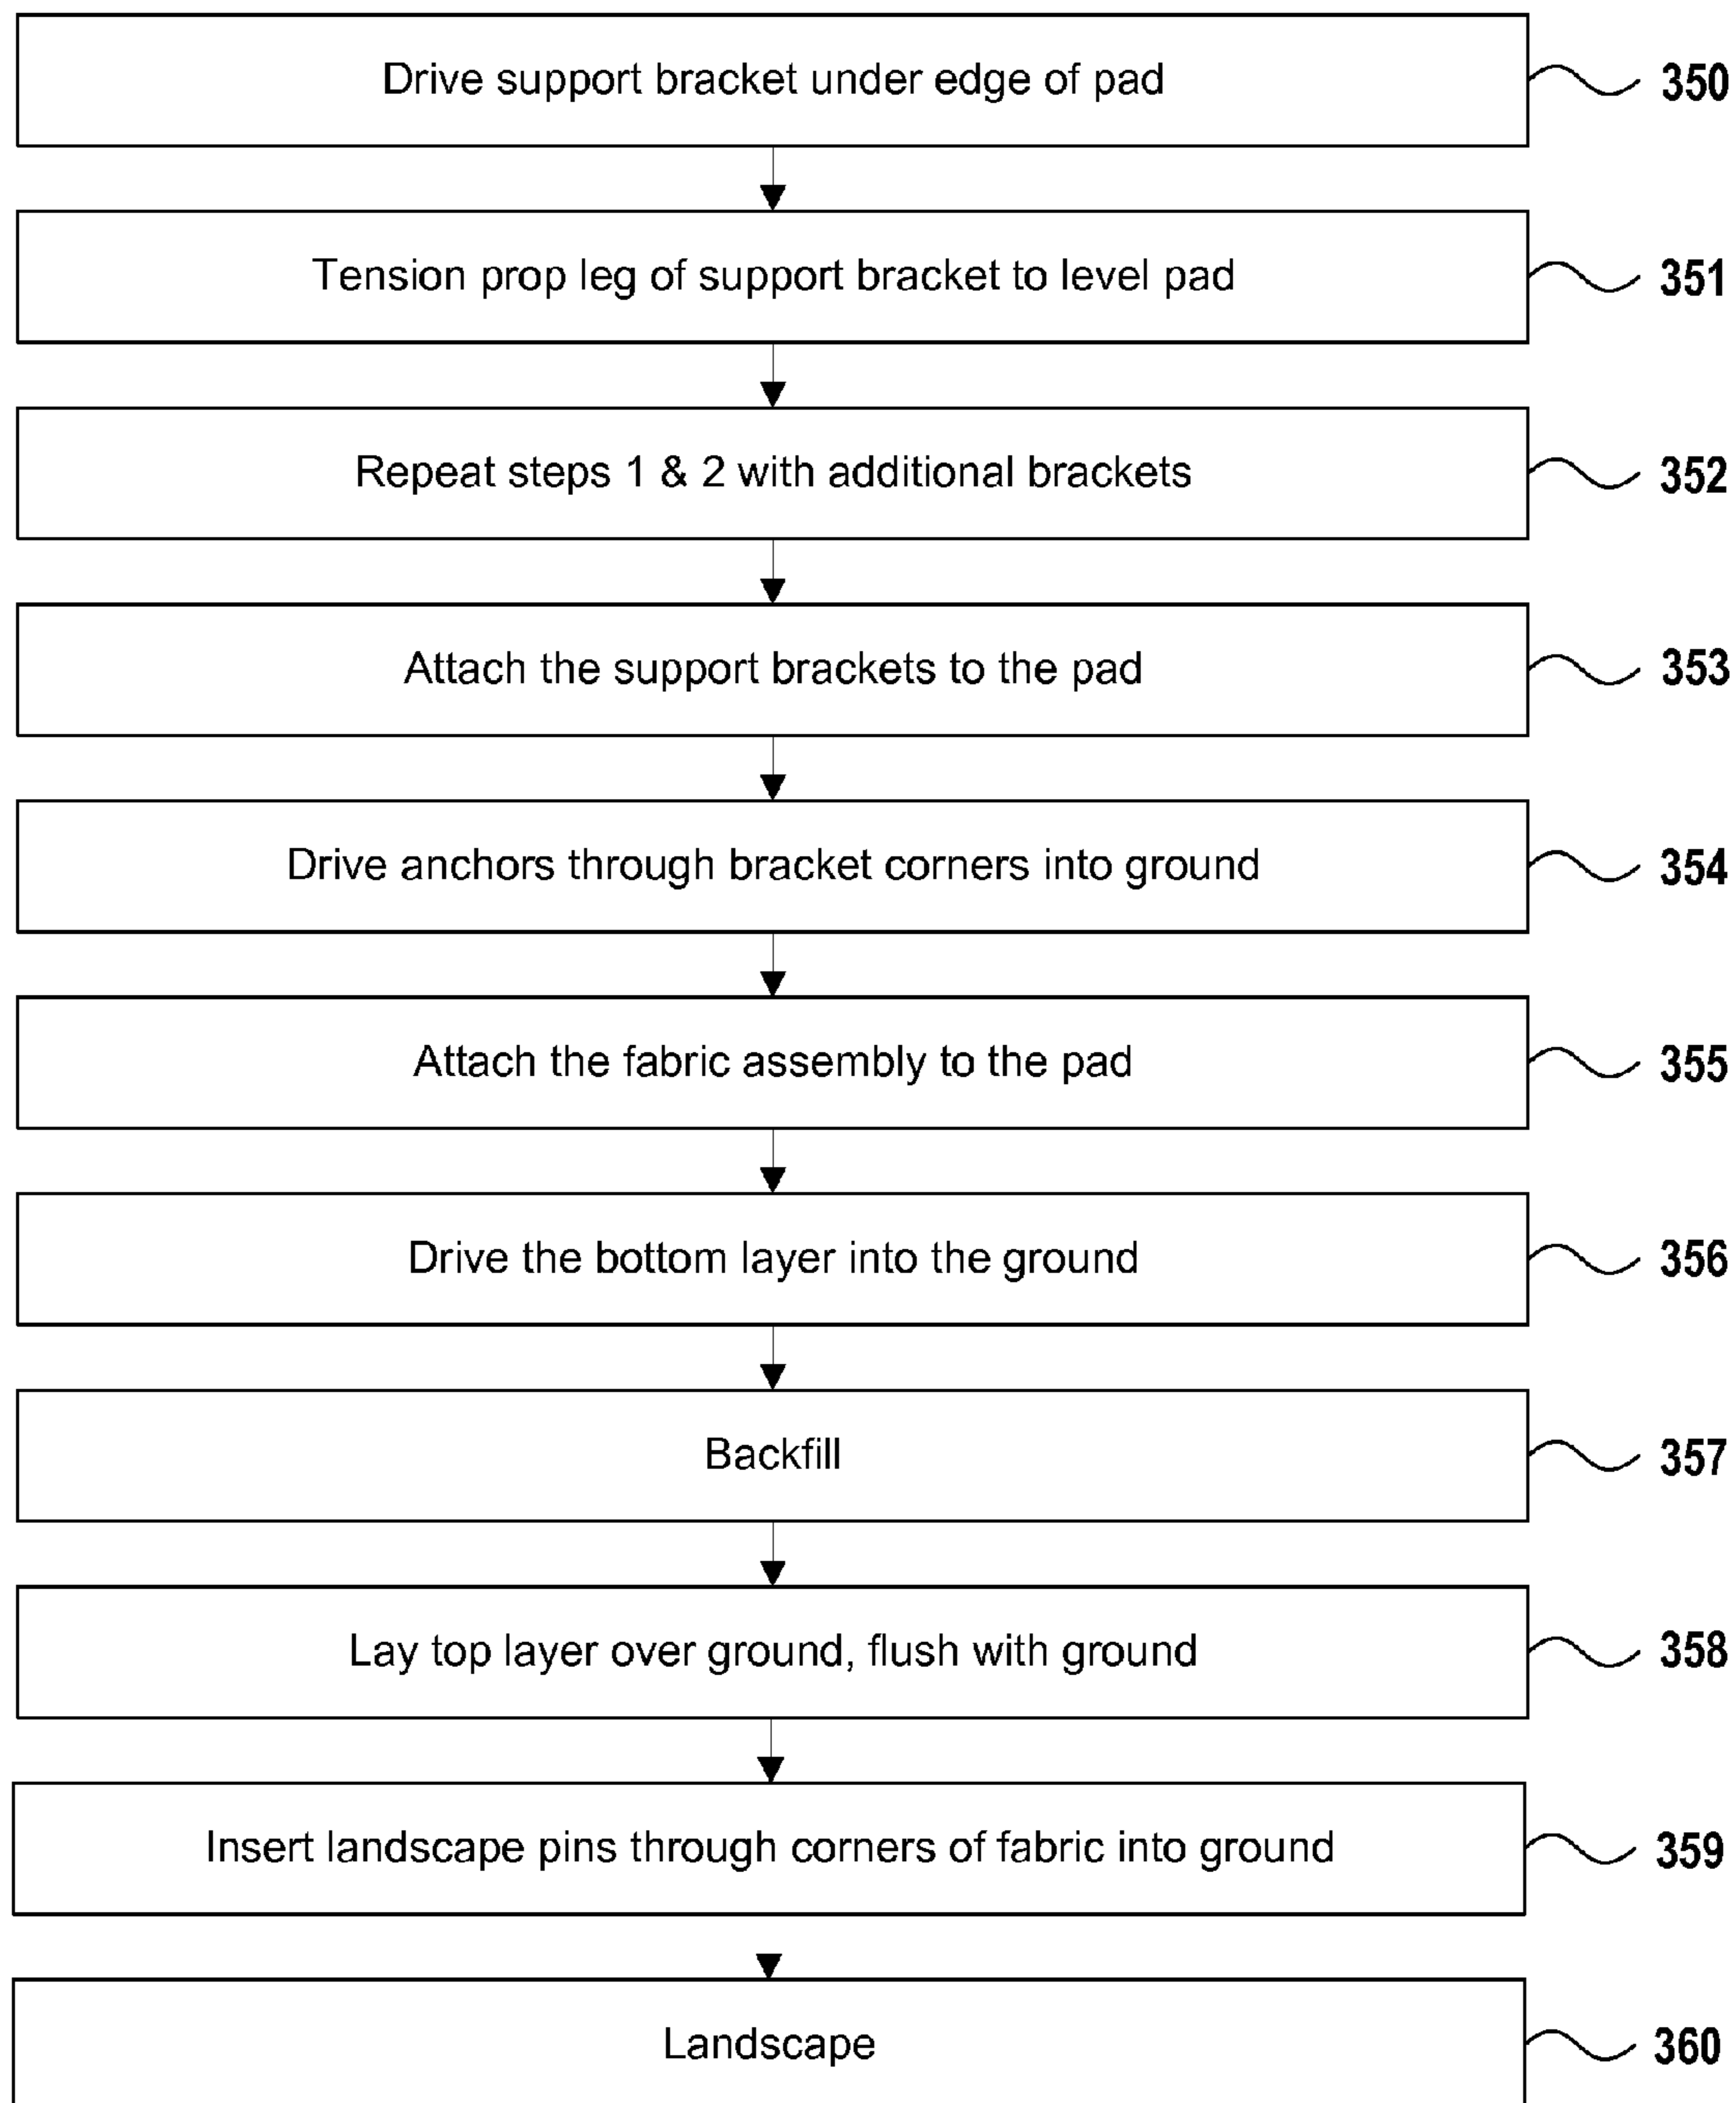 Drive support bracket under edge of pad 350
Tension prop leg of support bracket to level pad 351
Repeat steps 1 & 2 with additional brackets 352
Attach the support brackets to the pad 353
Drive anchors through bracket corners into ground 354
Attach the fabric assembly to the pad 355
Drive the bottom layer into the ground 356
Backfill 357
Lay top layer over ground, flush with ground 358
Insert landscape pins through corners of fabric into ground 359
Landscape 360